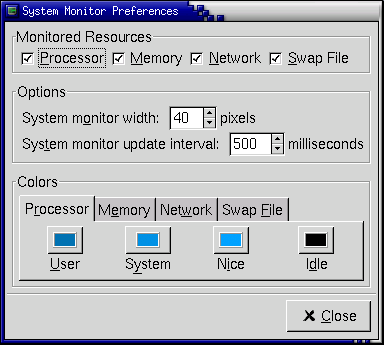 System Monitor Preferences
Monitored Resources
Processor Memory Network Swap File
Options
System monitor width: 40 pixels
System monitor update interval: 500 milliseconds
Colors
Processor Memory Network Swap File
User System Nice Idle
Close